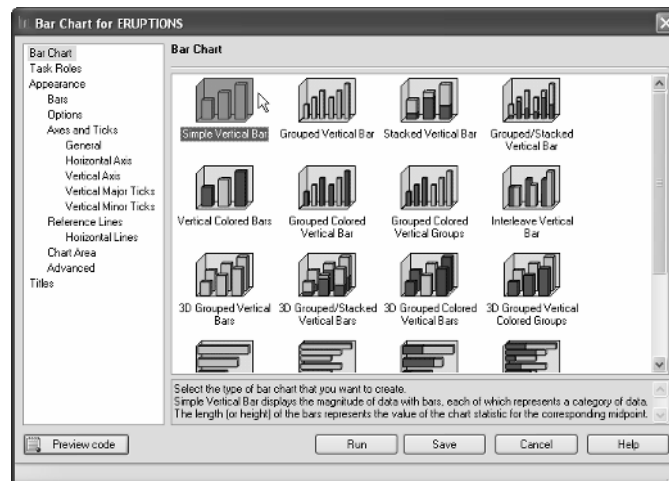 Bar Chart for ERUPTIONS
Bar Chart
Task Roles
Appearance
Bars
Options
Axes and Ticks
General
Horizontal Axis
Vertical Axis
Vertical Major Ticks
Vertical Minor Ticks
Reference Lines
Horizontal Lines
Chart Area
Advanced
Titles
Bar Chart
Simple Vertical Bar
Grouped Vertical Bar
Stacked Vertical Bar
Grouped/Stacked
Vertical Bar
Vertical Colored Bars
Grouped Colored
Vertical Bar
Grouped Colored
Vertical Groups
Interleave Vertical
Bar
3D Grouped Vertical
Bars
3D Grouped/Stacked
Vertical Bars
3D Grouped Colored
Vertical Bars
3D Grouped Vertical
Colored Groups
Select the type of bar chart that you want to create.
Simple Vertical Bar displays the magnitude of data with bars, each of which represents a category of data.
The length (or height) of the bars represents the value of the chart statistic for the corresponding midpoint.
Preview code
Run
Save
Cancel
Help